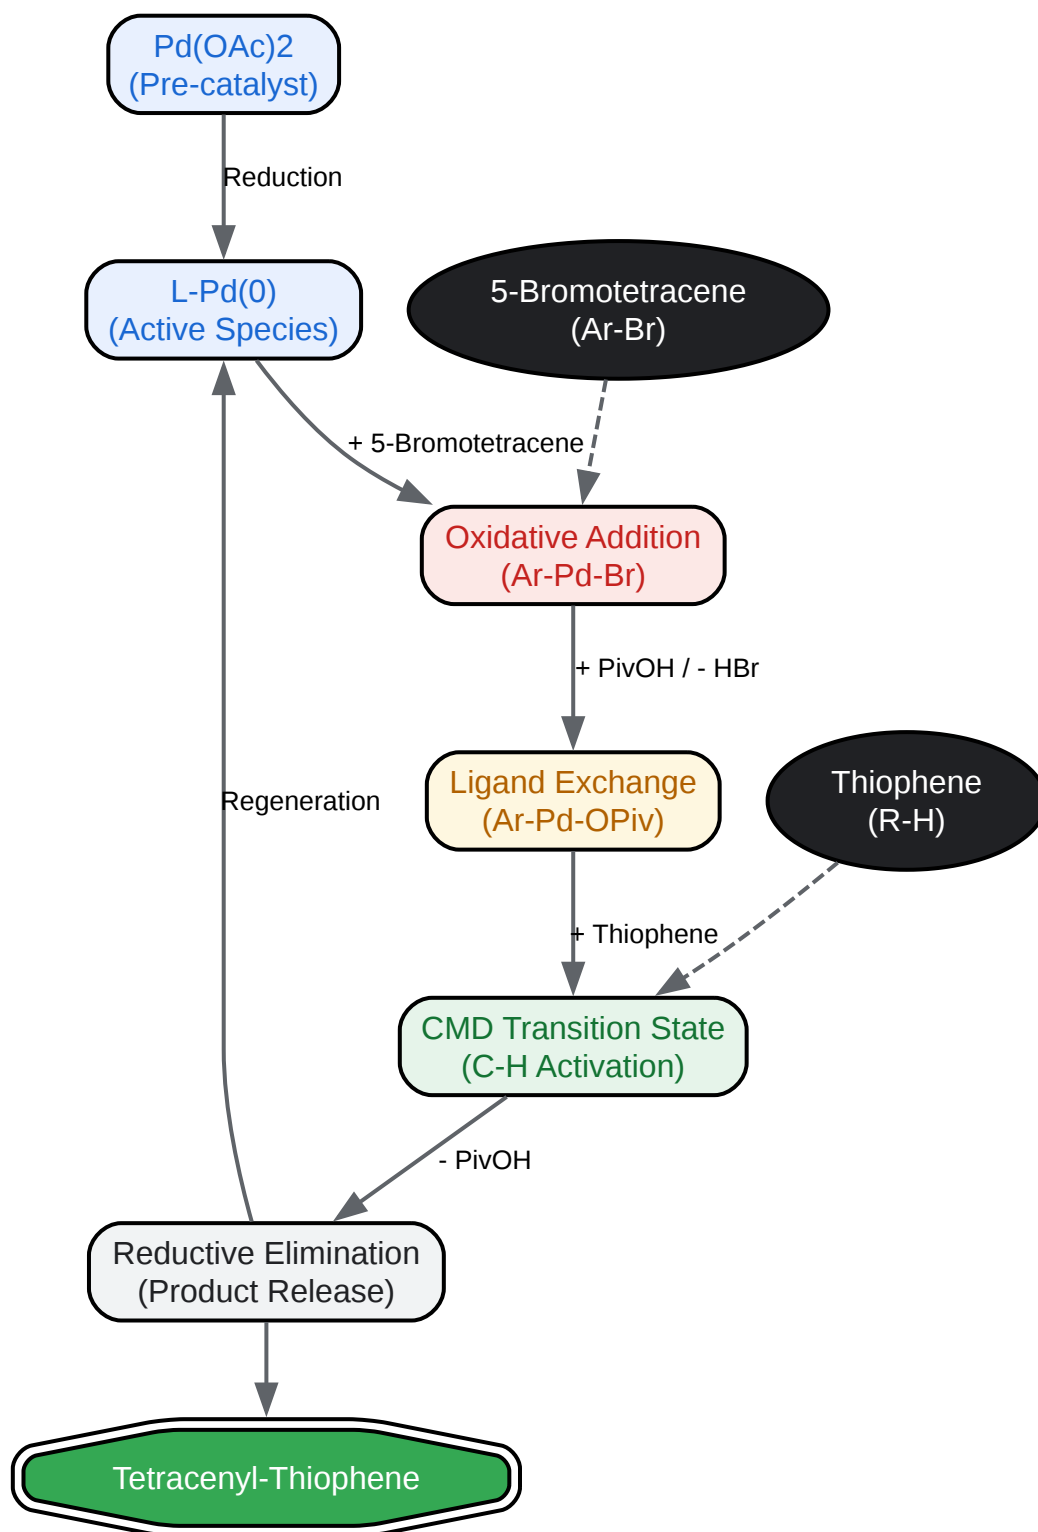 Pd(OAc)2
(Pre-catalyst)
Reduction
L-Pd(0)
(Active Species)
5-Bromotetracene
(Ar-Br)
+ 5-Bromotetracene
Oxidative Addition
(Ar-Pd-Br)
+ PivOH / - HBr
Ligand Exchange
(Ar-Pd-OPiv)
Thiophene
(R-H)
Regeneration
+ Thiophene
CMD Transition State
(C-H Activation)
- PivOH
Reductive Elimination
(Product Release)
Tetracenyl-Thiophene